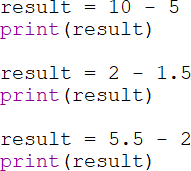 result = 10 - 5
print(result)
result = 2 - 1.5
print(result)
result = 5.5 - 2
print(result)